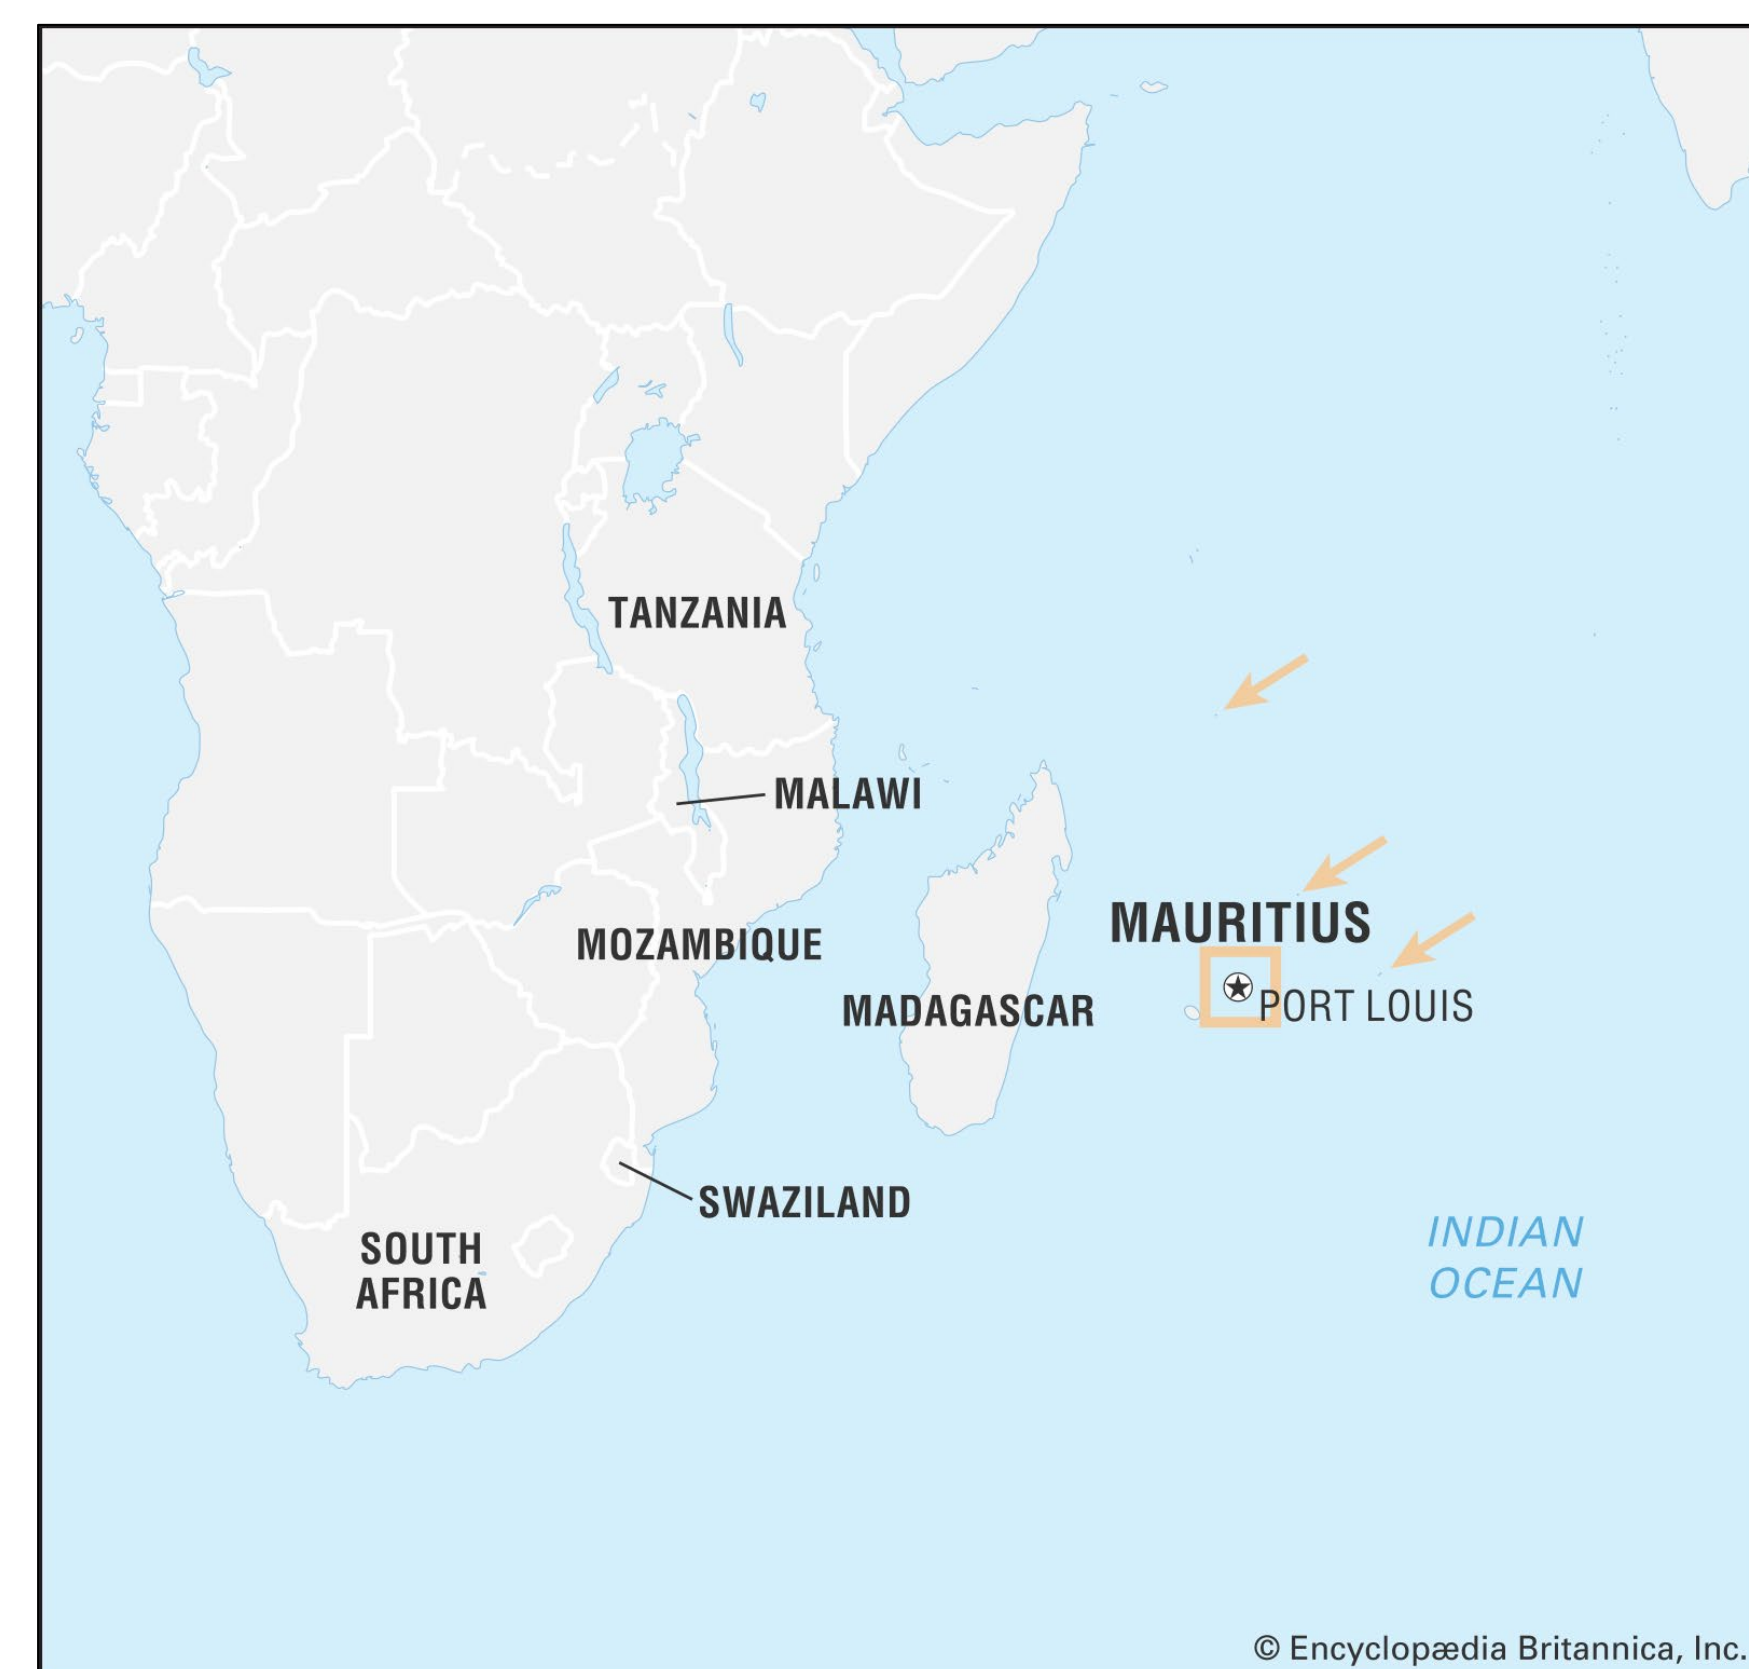 TANZANIA
MALAWI
MAURITIUS
MOZAMBIQUE
MADAGASCAR
PORT LOUIS
SWAZILAND
SOUTH
AFRICA
INDIAN
OCEAN
© Encyclopædia Britannica, Inc.